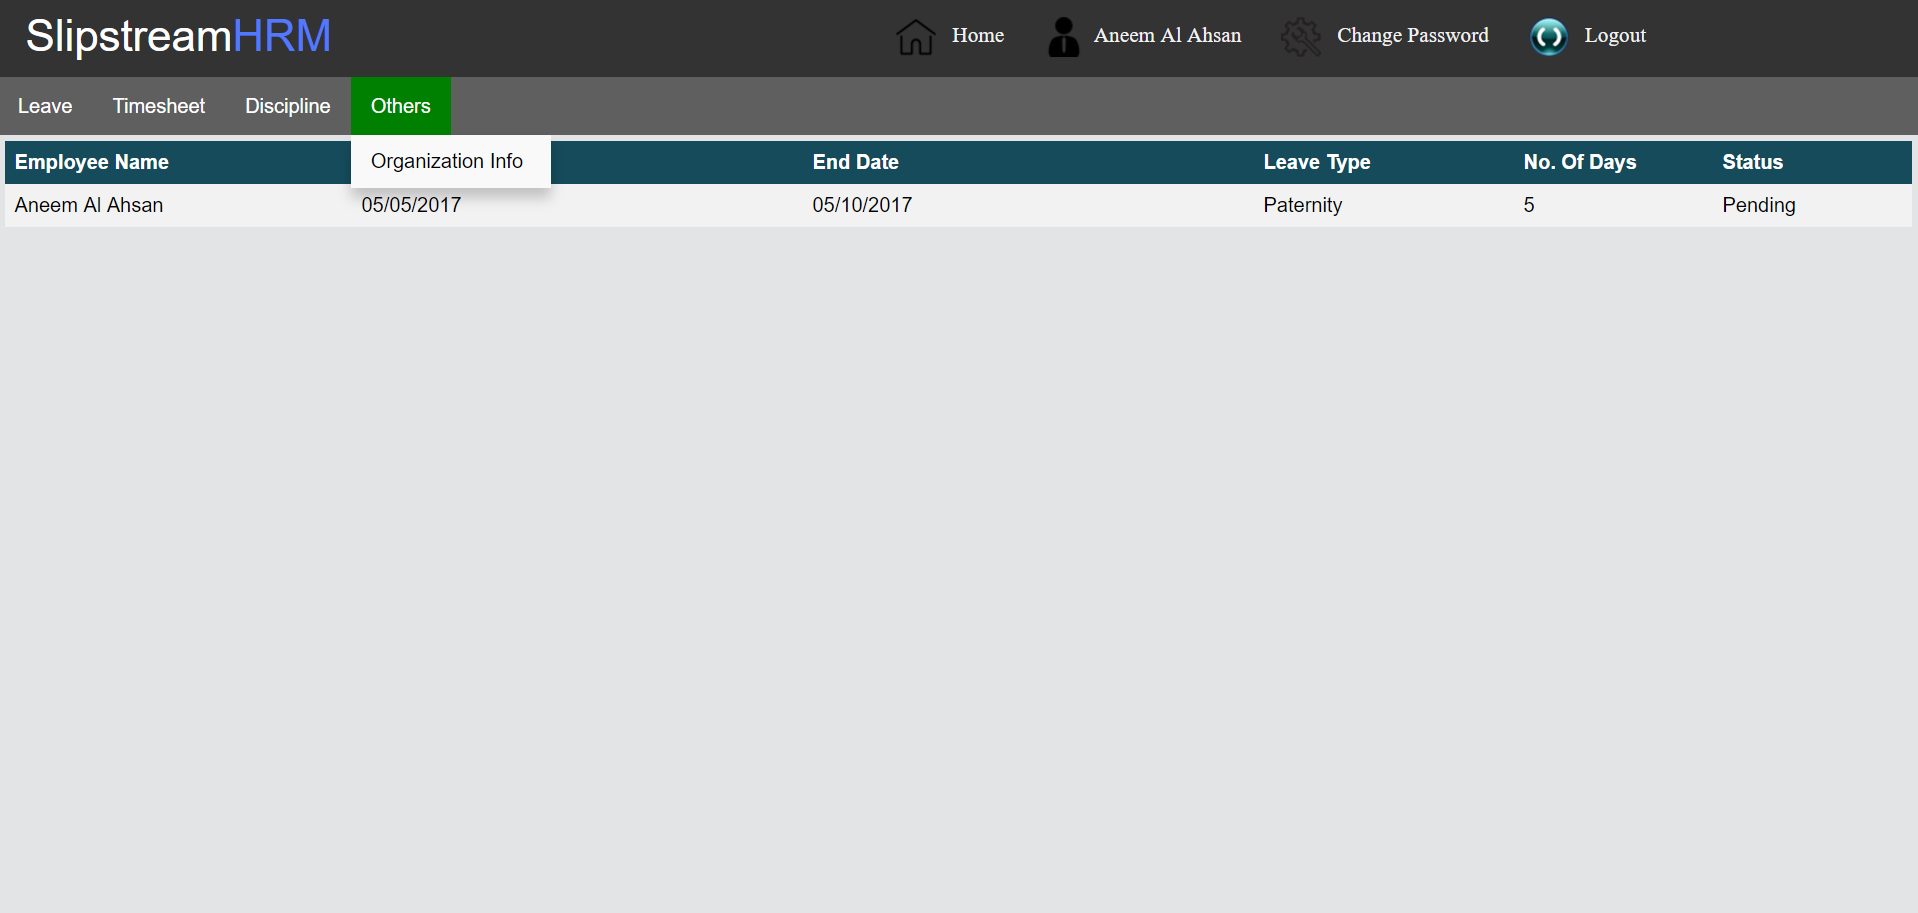 SlipstreamHRM Home Aneem Al Ahsan Change Password Logout
Leave Timesheet Discipline Others
Employee Name Organization Info End Date Leave Type No. Of Days Status
Aneem Al Ahsan 05/05/2017 05/10/2017 Paternity 5 Pending